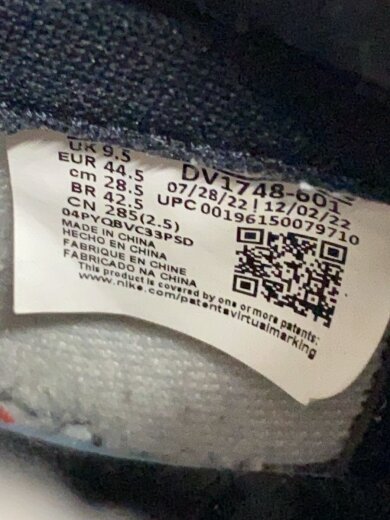 UK 9.5
EUR 44.5
cm 28.5
BR 42.5
CN 285(2.5)
04PYQBVC33PSD
MADE IN CHINA
HECHO EN CHINA
FABRIQUE EN CHINE
FABRICADO NA CHINA
This product is covered by one or more patents:
www.nike.com/patentsvirtualmarking
DV1748-601
07/28/22 | 12/02/22
UPC 00196150079710